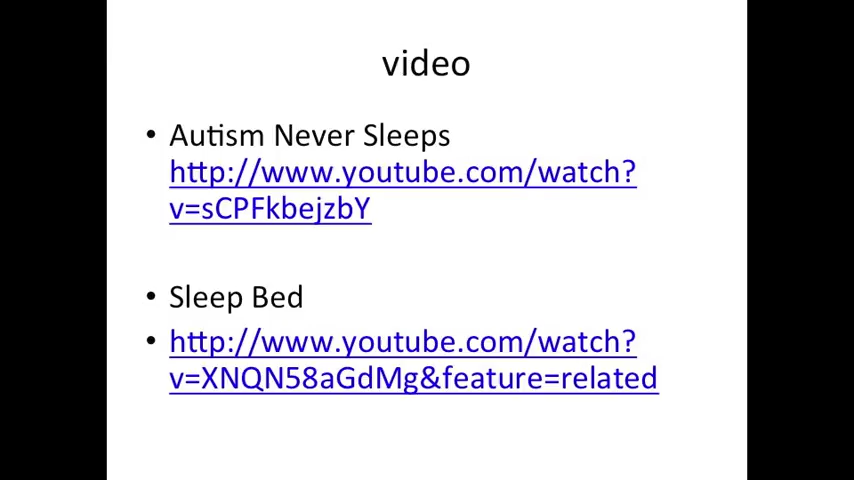 video
• Autism Never Sleeps
http://www.youtube.com/watch?
v=sCPFkbejzbY
• Sleep Bed
• http://www.youtube.com/watch?
v=XNQN58aGdMg&feature=related